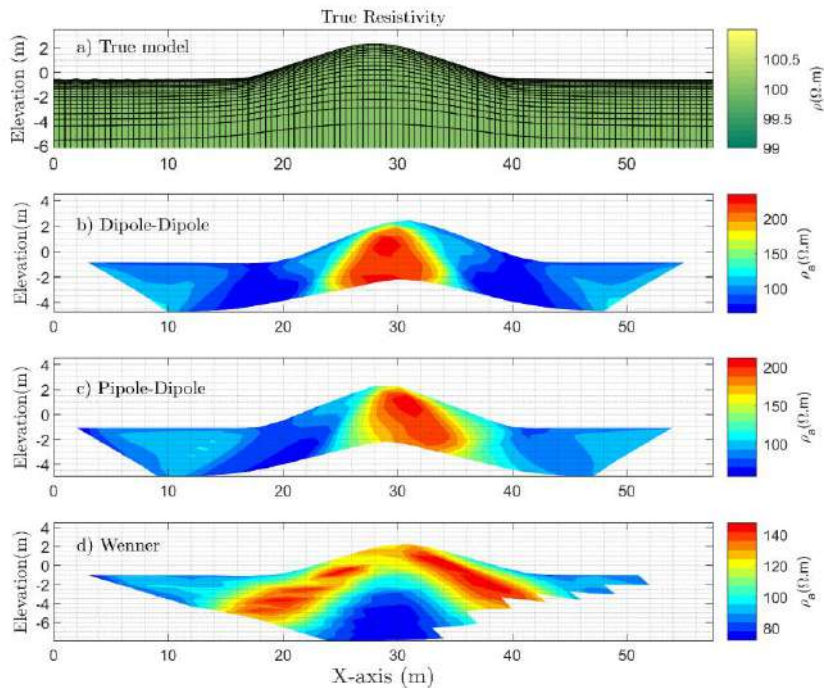 True Resistivity
a) True model
Elevation (m)
2
0
-2
-4
-6
0 10 20 30 40 50
100.5
100
99.5
99
ρ(Ω.m)
b) Dipole-Dipole
Elevation(m)
4
2
0
-2
-4
0 10 20 30 40 50
200
150
100
ρa(Ω.m)
c) Pipole-Dipole
Elevation(m)
4
2
0
-2
-4
0 10 20 30 40 50
200
150
100
ρa(Ω.m)
d) Wenner
Elevation(m)
4
2
0
-2
-4
-6
0 10 20 30 40 50
140
120
100
80
ρa(Ω.m)
X-axis (m)